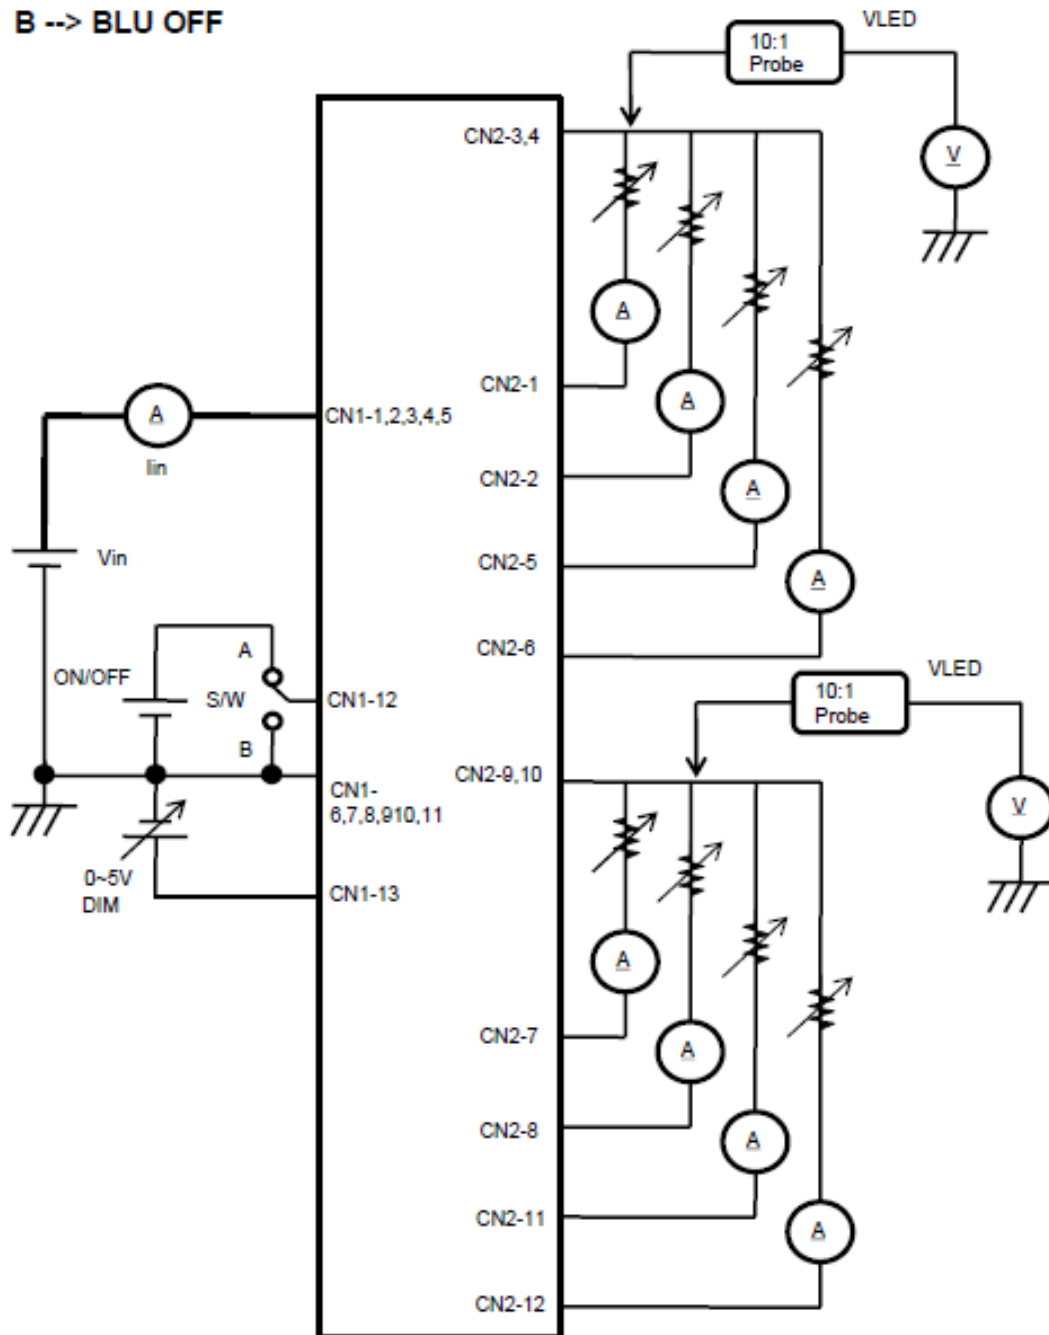 B --> BLU OFF
VLED
10:1
Probe
V
CN2-3,4
A
CN2-1
A
CN1-1,2,3,4,5
A
Iin
CN2-2
A
Vin
CN2-5
A
CN2-6
ON/OFF
A
S/W
CN1-12
B
VLED
10:1
Probe
V
CN2-9,10
CN1-
6,7,8,910,11
0~5V
DIM
CN1-13
A
CN2-7
A
CN2-8
A
CN2-11
A
CN2-12